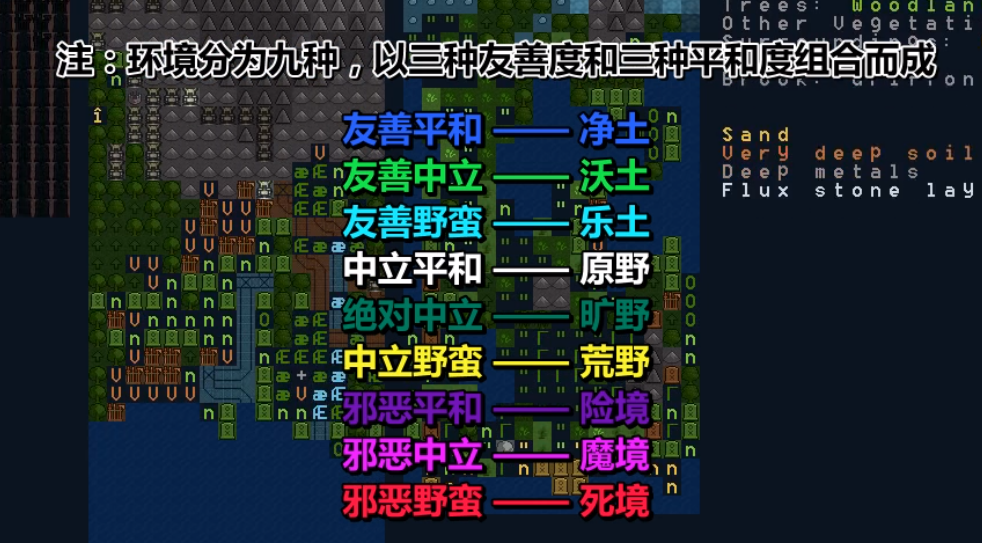 Trees: Woodlan
Other Vegetati
注：环境分为九种，以三种友善度和三种平和度组合而成
友善平和 —— 净土
友善中立 —— 沃土
Sand
友善野蛮 —— 乐土
Very deep soil
中立平和 —— 原野
Deep metals
绝对中立 —— 旷野
Flux stone lay
中立野蛮 —— 荒野
邪恶平和 —— 险境
邪恶中立 —— 魔境
邪恶野蛮 —— 死境